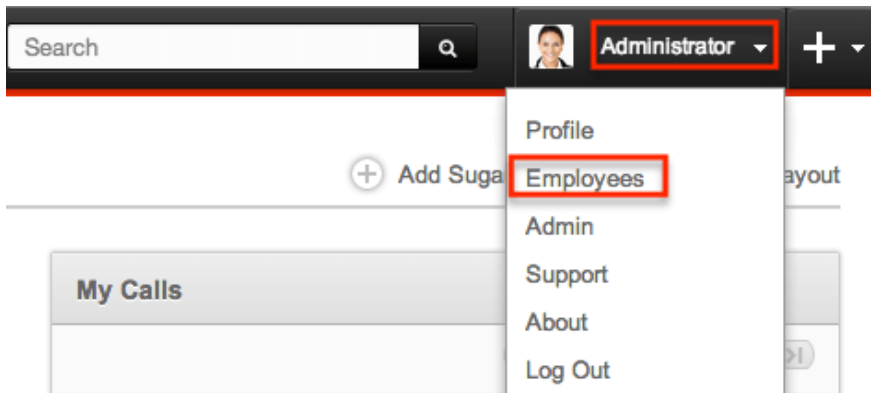 Search
Administrator
Profile
Add Suga
Employees
ayout
Admin
Support
My Calls
About
Log Out